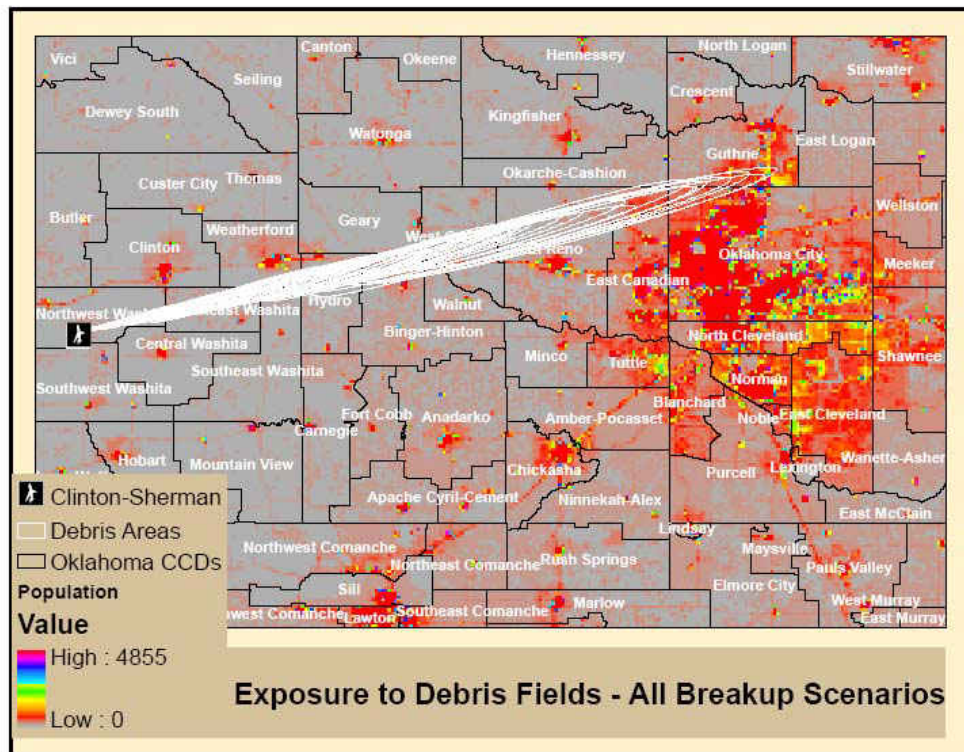 Vici
Canton
Okeene
Hennessey
North Logan
Seiling
Stillwater
Dewey South
Crescent
Kingfisher
Watonga
East Logan
Guthrie
Okarche-Cashion
Custer City
Thomas
Butler
Geary
Wellston
Weatherford
Clinton
Oklahoma City
Meeker
East Canadian
Hydro
Walnut
Northwest
Central Washita
Binger-Hinton
North Cleveland
Minco
Shawnee
Tuttle
Southeast Washita
Norman
Southwest Washita
Blanchard
Fort Cobb
Anadarko
Amber-Pocasset
Noble
East Cleveland
Carnegie
Hobart
Mountain View
Chickasha
Purcell
Lexington
Wanette-Asher
Apache
Cyril-Cement
Ninnekah-Alex
East McClain
Lindsay
Northwest Comanche
Northeast Comanche
Rush Springs
Maysville
Pauls Valley
Sill
Elmore City
Lawton
Southeast Comanche
Marlow
West Murray
East Murray
Clinton-Sherman
Debris Areas
Oklahoma CCDs
Population
Value
High : 4855
Low : 0
Exposure to Debris Fields - All Breakup Scenarios